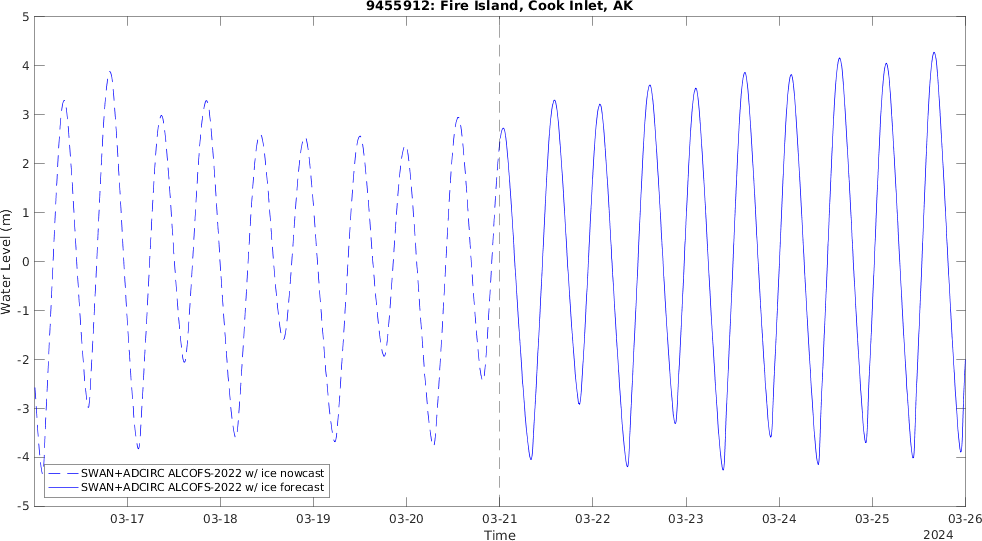 9455912: Fire Island, Cook Inlet, AK
5
4
3
2
1
0
-1
-2
-3
-4
-5
Water Level (m)
SWAN+ADCIRC ALCOFS-2022 w/ ice nowcast
SWAN+ADCIRC ALCOFS-2022 w/ ice forecast
03-17 03-18 03-19 03-20 03-21 03-22 03-23 03-24 03-25 03-26
Time
2024